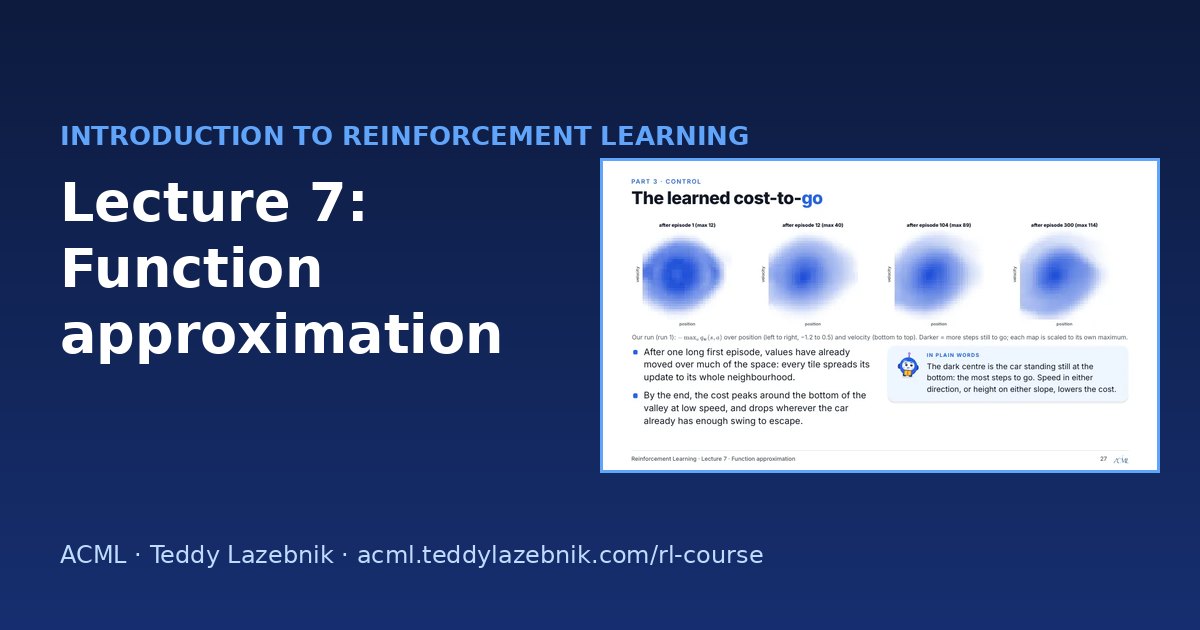 INTRODUCTION TO REINFORCEMENT LEARNING
Lecture 7:
Function
approximation
PART 3 · CONTROL
The learned cost-to-go
after episode 1 (max 12)
after episode 12 (max 40)
after episode 104 (max 89)
after episode 300 (max 114)
velocity
velocity
velocity
velocity
position
position
position
position
Our run (run 1): − maxₐ q_w(s, a) over position (left to right, −1.2 to 0.5) and velocity (bottom to top). Darker = more steps still to go; each map is scaled to its own maximum.
After one long first episode, values have already
moved over much of the space: every tile spreads its
update to its whole neighbourhood.
By the end, the cost peaks around the bottom of the
valley at low speed, and drops wherever the car
already has enough swing to escape.
IN PLAIN WORDS
The dark centre is the car standing still at the
bottom: the most steps to go. Speed in either
direction, or height on either slope, lowers the cost.
Reinforcement Learning · Lecture 7 · Function approximation
27
ACML
ACML · Teddy Lazebnik · acml.teddylazebnik.com/rl-course